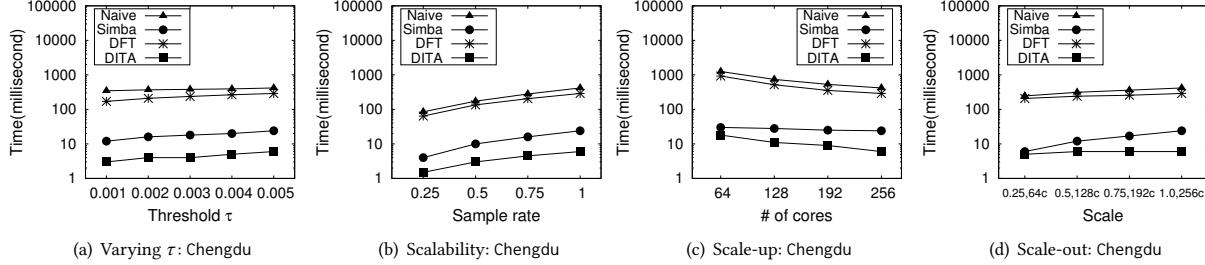 Naive
Simba
DFT
DITA
100000
10000
1000
100
10
1
Time(millisecond)
0.001 0.002 0.003 0.004 0.005
Threshold τ
(a) Varying τ: Chengdu
Naive
Simba
DFT
DITA
100000
10000
1000
100
10
1
Time(millisecond)
0.25 0.5 0.75 1
Sample rate
(b) Scalability: Chengdu
Naive
Simba
DFT
DITA
100000
10000
1000
100
10
1
Time(millisecond)
64 128 192 256
# of cores
(c) Scale-up: Chengdu
Naive
Simba
DFT
DITA
100000
10000
1000
100
10
1
Time(millisecond)
0.25,64c 0.5,128c 0.75,192c 1.0,256c
Scale
(d) Scale-out: Chengdu